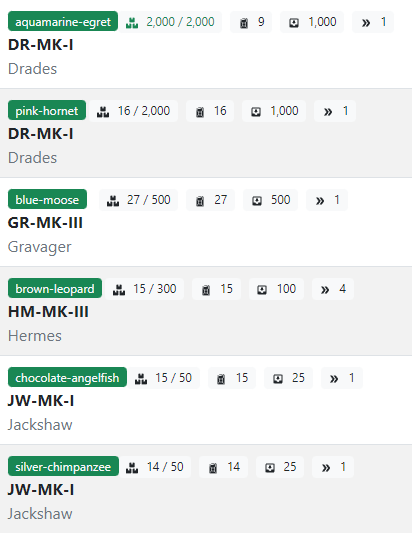 aquamarine-egret 2,000 / 2,000 9 1,000 1
DR-MK-I
Drades
pink-hornet 16 / 2,000 16 1,000 1
DR-MK-I
Drades
blue-moose 27 / 500 27 500 1
GR-MK-III
Gravager
brown-leopard 15 / 300 15 100 4
HM-MK-III
Hermes
chocolate-angelfish 15 / 50 15 25 1
JW-MK-I
Jackshaw
silver-chimpanzee 14 / 50 14 25 1
JW-MK-I
Jackshaw